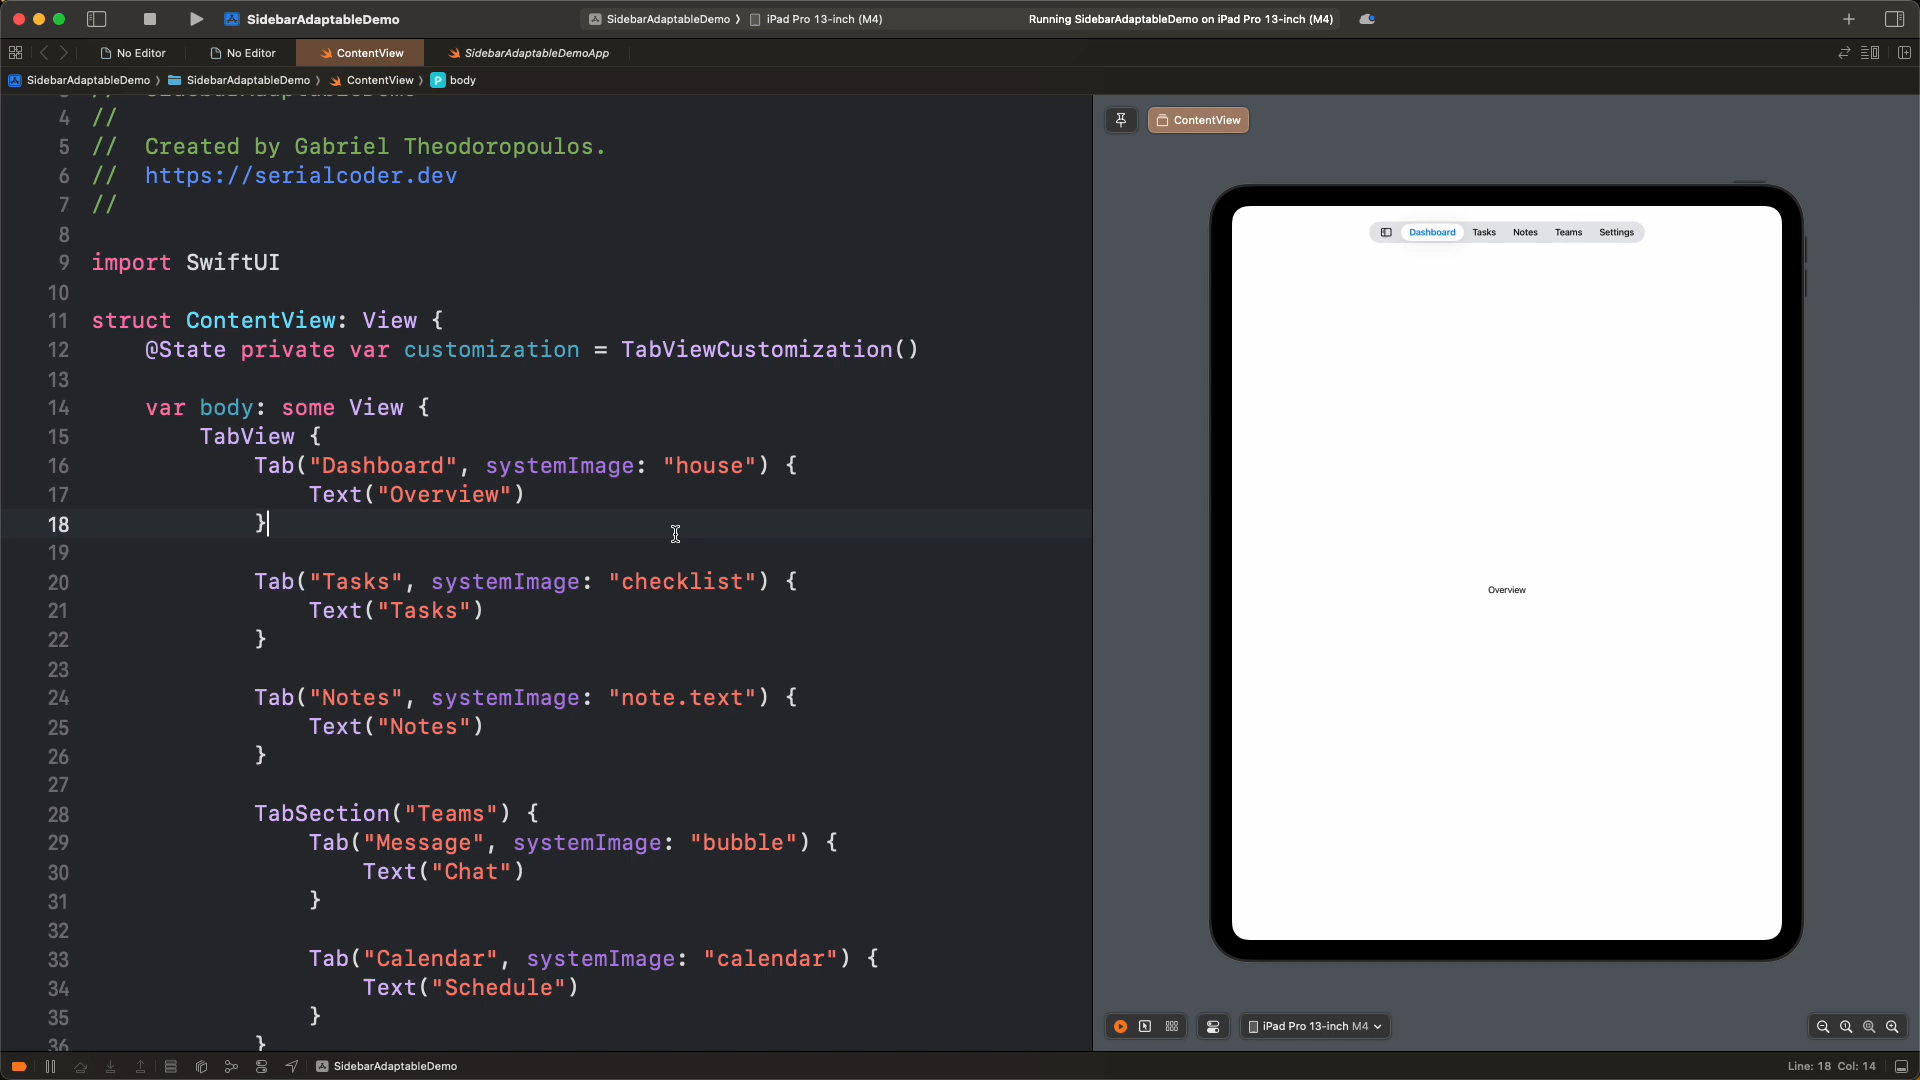 SidebarAdaptableDemo
SidebarAdaptableDemo 〉 iPad Pro 13-inch (M4)
Running SidebarAdaptableDemo on iPad Pro 13-inch (M4)
No Editor
No Editor
ContentView
SidebarAdaptableDemoApp
SidebarAdaptableDemo 〉 SidebarAdaptableDemo 〉 ContentView 〉 P body
4 //
5 //  Created by Gabriel Theodoropoulos.
6 //  https://serialcoder.dev
7 //
8
9 import SwiftUI
10
11 struct ContentView: View {
12     @State private var customization = TabViewCustomization()
13
14     var body: some View {
15         TabView {
16             Tab("Dashboard", systemImage: "house") {
17                 Text("Overview")
18             }
19
20             Tab("Tasks", systemImage: "checklist") {
21                 Text("Tasks")
22             }
23
24             Tab("Notes", systemImage: "note.text") {
25                 Text("Notes")
26             }
27
28             TabSection("Teams") {
29                 Tab("Message", systemImage: "bubble") {
30                     Text("Chat")
31                 }
32
33                 Tab("Calendar", systemImage: "calendar") {
34                     Text("Schedule")
35                 }
36             }
ContentView
Dashboard Tasks Notes Teams Settings
Overview
iPad Pro 13-inch M4
SidebarAdaptableDemo
Line: 18 Col: 14